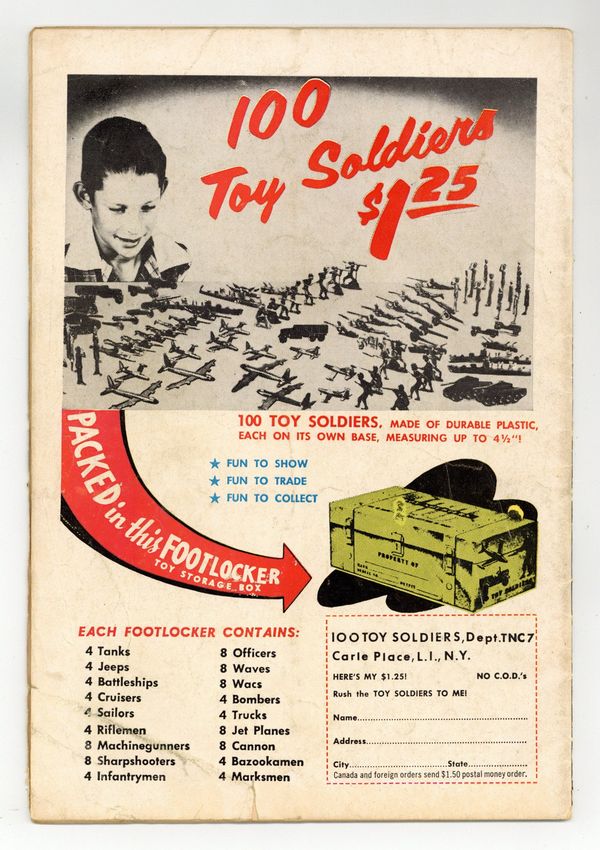 100
Toy Soldiers
$1.25
100 TOY SOLDIERS, MADE OF DURABLE PLASTIC,
EACH ON ITS OWN BASE, MEASURING UP TO 4½"!
★ FUN TO SHOW
★ FUN TO TRADE
★ FUN TO COLLECT
PACKED in this FOOTLOCKER
TOY STORAGE BOX
PROPERTY OF
TOY SOLDIERS
EACH FOOTLOCKER CONTAINS:
4 Tanks
4 Jeeps
4 Battleships
4 Cruisers
4 Sailors
4 Riflemen
8 Machinegunners
8 Sharpshooters
4 Infantrymen
8 Officers
8 Waves
8 Wacs
4 Bombers
4 Trucks
8 Jet Planes
8 Cannon
4 Bazookamen
4 Marksmen
100 TOY SOLDIERS, Dept. TNC7
Carle Place, L.I., N.Y.
HERE'S MY $1.25! NO C.O.D.'s
Rush the TOY SOLDIERS TO ME!
Name
Address
City State
Canada and foreign orders send $1.50 postal money order.